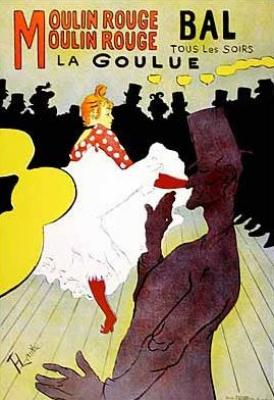 MOULIN ROUGE BAL
MOULIN ROUGE TOUS Les SOIRS
LA GOULUE